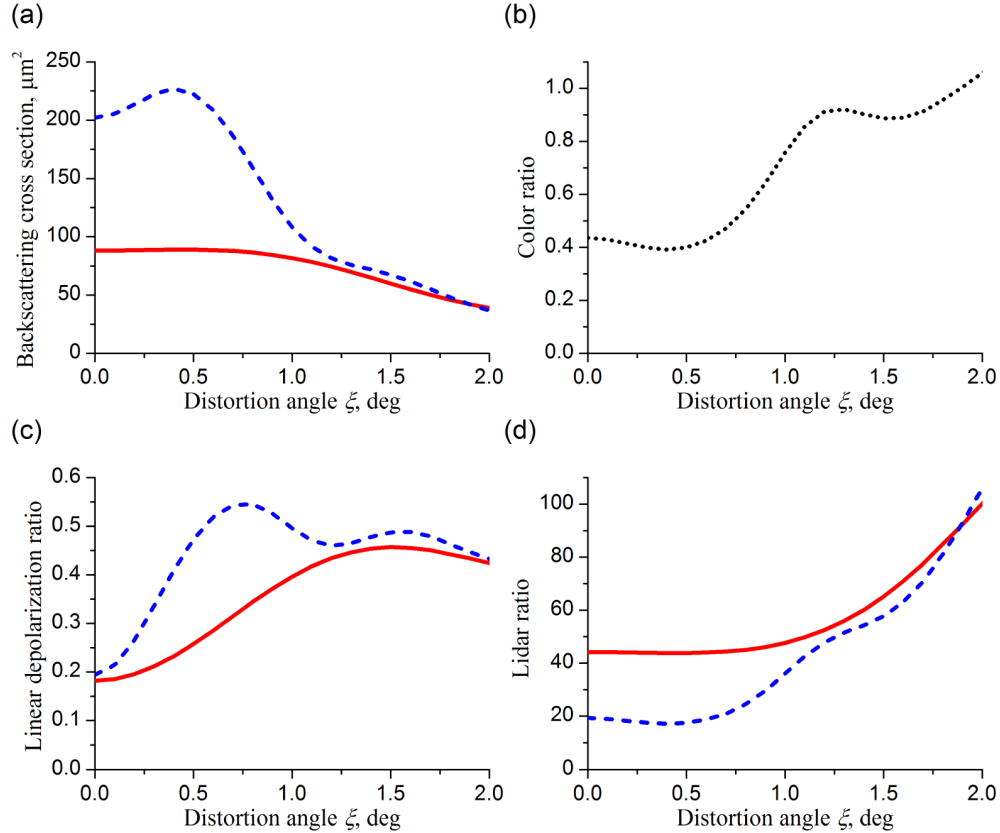 (a)
Backscattering cross section, μm²
250
200
150
100
50
0
0.0 0.5 1.0 1.5 2.0
Distortion angle ξ, deg
(b)
Color ratio
1.0
0.8
0.6
0.4
0.2
0.0
0.0 0.5 1.0 1.5 2.0
Distortion angle ξ, deg
(c)
Linear depolarization ratio
0.6
0.5
0.4
0.3
0.2
0.1
0.0
0.0 0.5 1.0 1.5 2.0
Distortion angle ξ, deg
(d)
Lidar ratio
100
80
60
40
20
0
0.0 0.5 1.0 1.5 2.0
Distortion angle ξ, deg